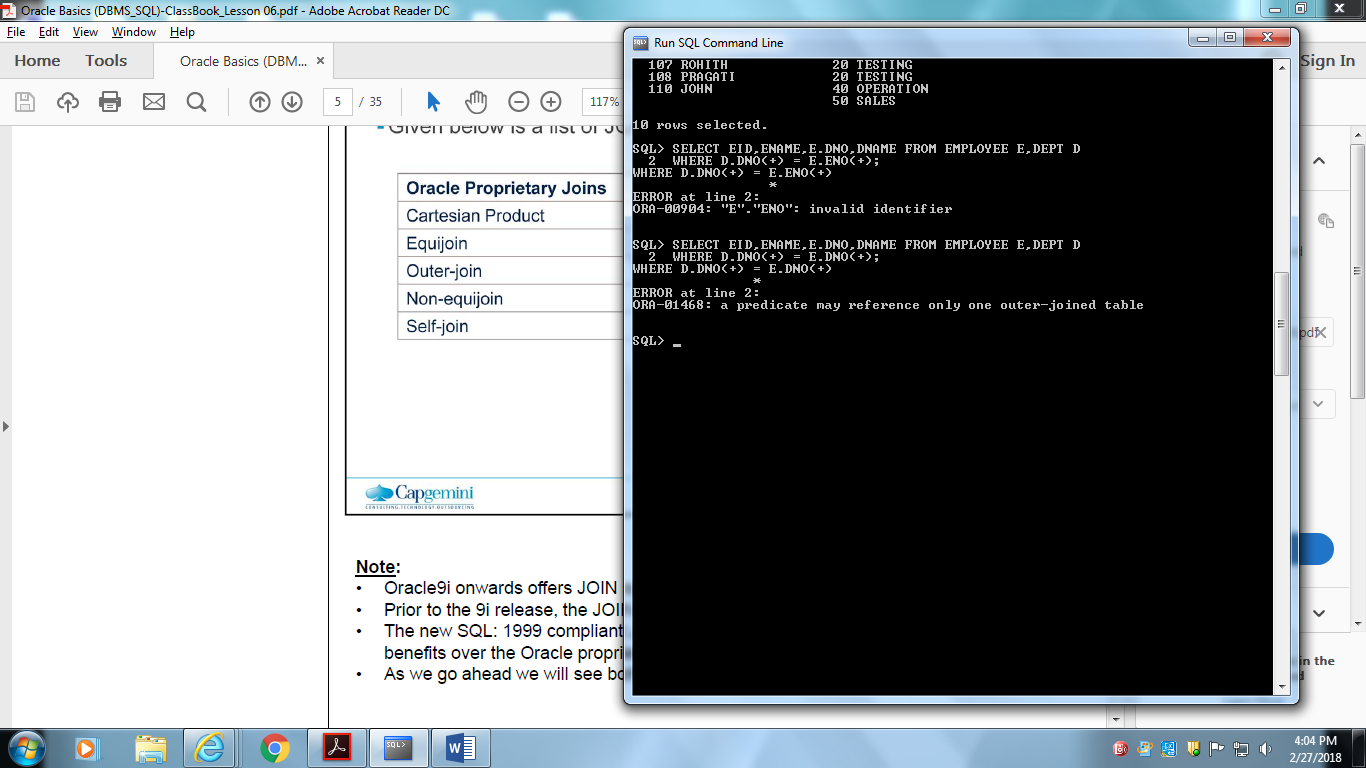 Oracle Basics (DBMS_SQL)-ClassBook_Lesson 06.pdf - Adobe Acrobat Reader DC
File Edit View Window Help
Home Tools Oracle Basics (DBM... × Sign In
5 / 35 117%
Given below is a list of JO
Oracle Proprietary Joins
Cartesian Product
Equijoin
Outer-join
Non-equijoin
Self-join
Capgemini
CONSULTING.TECHNOLOGY.OUTSOURCING
Note:
• Oracle9i onwards offers JOIN
• Prior to the 9i release, the JOI
• The new SQL: 1999 compliant
benefits over the Oracle propri
• As we go ahead we will see bo
Run SQL Command Line
107 ROHITH 20 TESTING
108 PRAGATI 20 TESTING
110 JOHN 40 OPERATION
50 SALES
10 rows selected.
SQL> SELECT EID,ENAME,E.DNO,DNAME FROM EMPLOYEE E,DEPT D
2 WHERE D.DNO(+) = E.ENO(+);
WHERE D.DNO(+) = E.ENO(+)
*
ERROR at line 2:
ORA-00904: "E"."ENO": invalid identifier
SQL> SELECT EID,ENAME,E.DNO,DNAME FROM EMPLOYEE E,DEPT D
2 WHERE D.DNO(+) = E.DNO(+);
WHERE D.DNO(+) = E.DNO(+)
*
ERROR at line 2:
ORA-01468: a predicate may reference only one outer-joined table
SQL> _
pdf
in the
SQL>
4:04 PM
2/27/2018